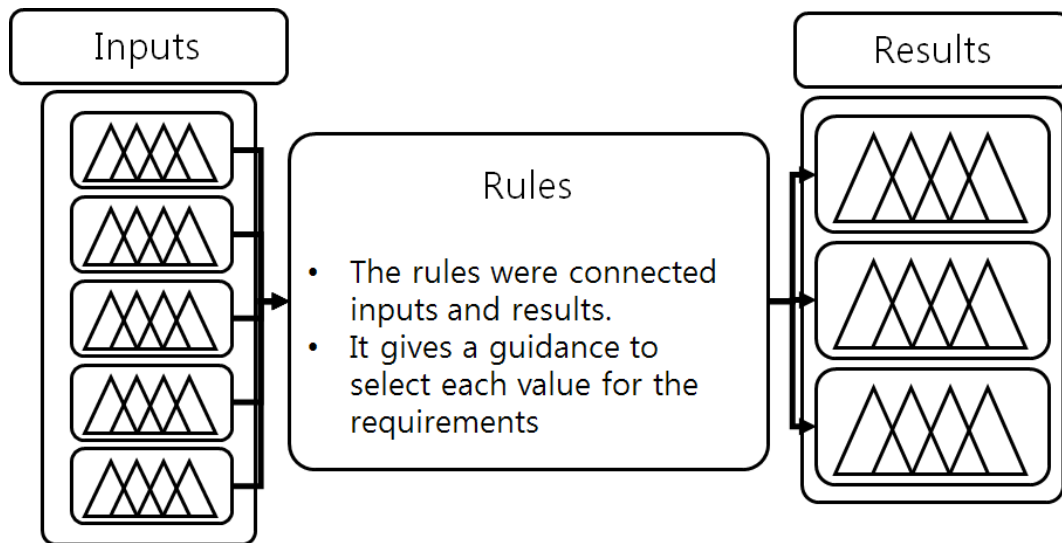 Inputs
Results
Rules
• The rules were connected
inputs and results.
• It gives a guidance to
select each value for the
requirements